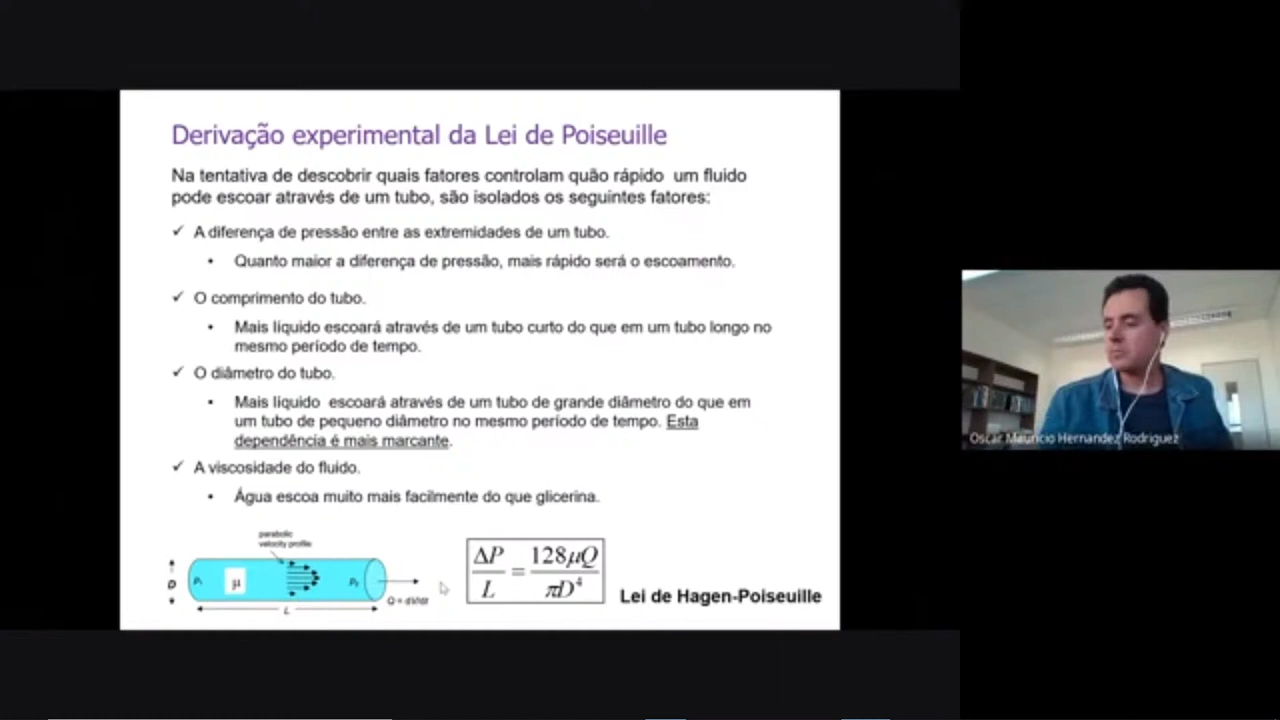 Derivação experimental da Lei de Poiseuille
Na tentativa de descobrir quais fatores controlam quão rápido um fluido
pode escoar através de um tubo, são isolados os seguintes fatores:
✓ A diferença de pressão entre as extremidades de um tubo.
• Quanto maior a diferença de pressão, mais rápido será o escoamento.
✓ O comprimento do tubo.
• Mais líquido escoará através de um tubo curto do que em um tubo longo no
mesmo período de tempo.
✓ O diâmetro do tubo.
• Mais líquido escoará através de um tubo de grande diâmetro do que em
um tubo de pequeno diâmetro no mesmo período de tempo. Esta
dependência é mais marcante.
✓ A viscosidade do fluido.
• Água escoa muito mais facilmente do que glicerina.
parabolic
velocity profile
D P₁ μ P₂
Q = dV/dt
L
ΔP/L = 128μQ/πD⁴
Lei de Hagen-Poiseuille
Oscar Mauricio Hernandez Rodriguez